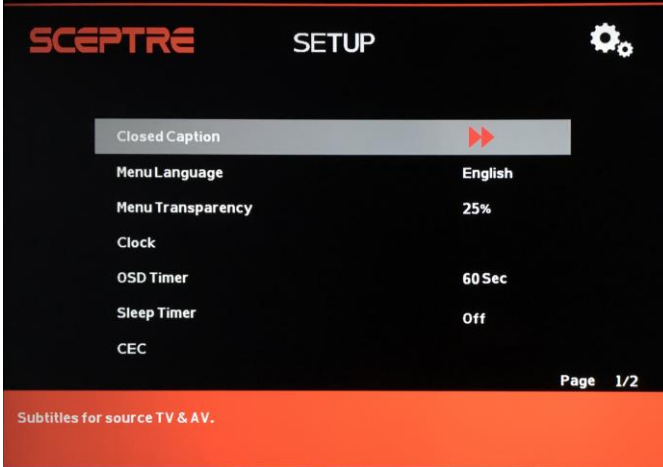 SCEPTRE SETUP
Closed Caption
Menu Language English
Menu Transparency 25%
Clock
OSD Timer 60 Sec
Sleep Timer Off
CEC
Page 1/2
Subtitles for source TV & AV.